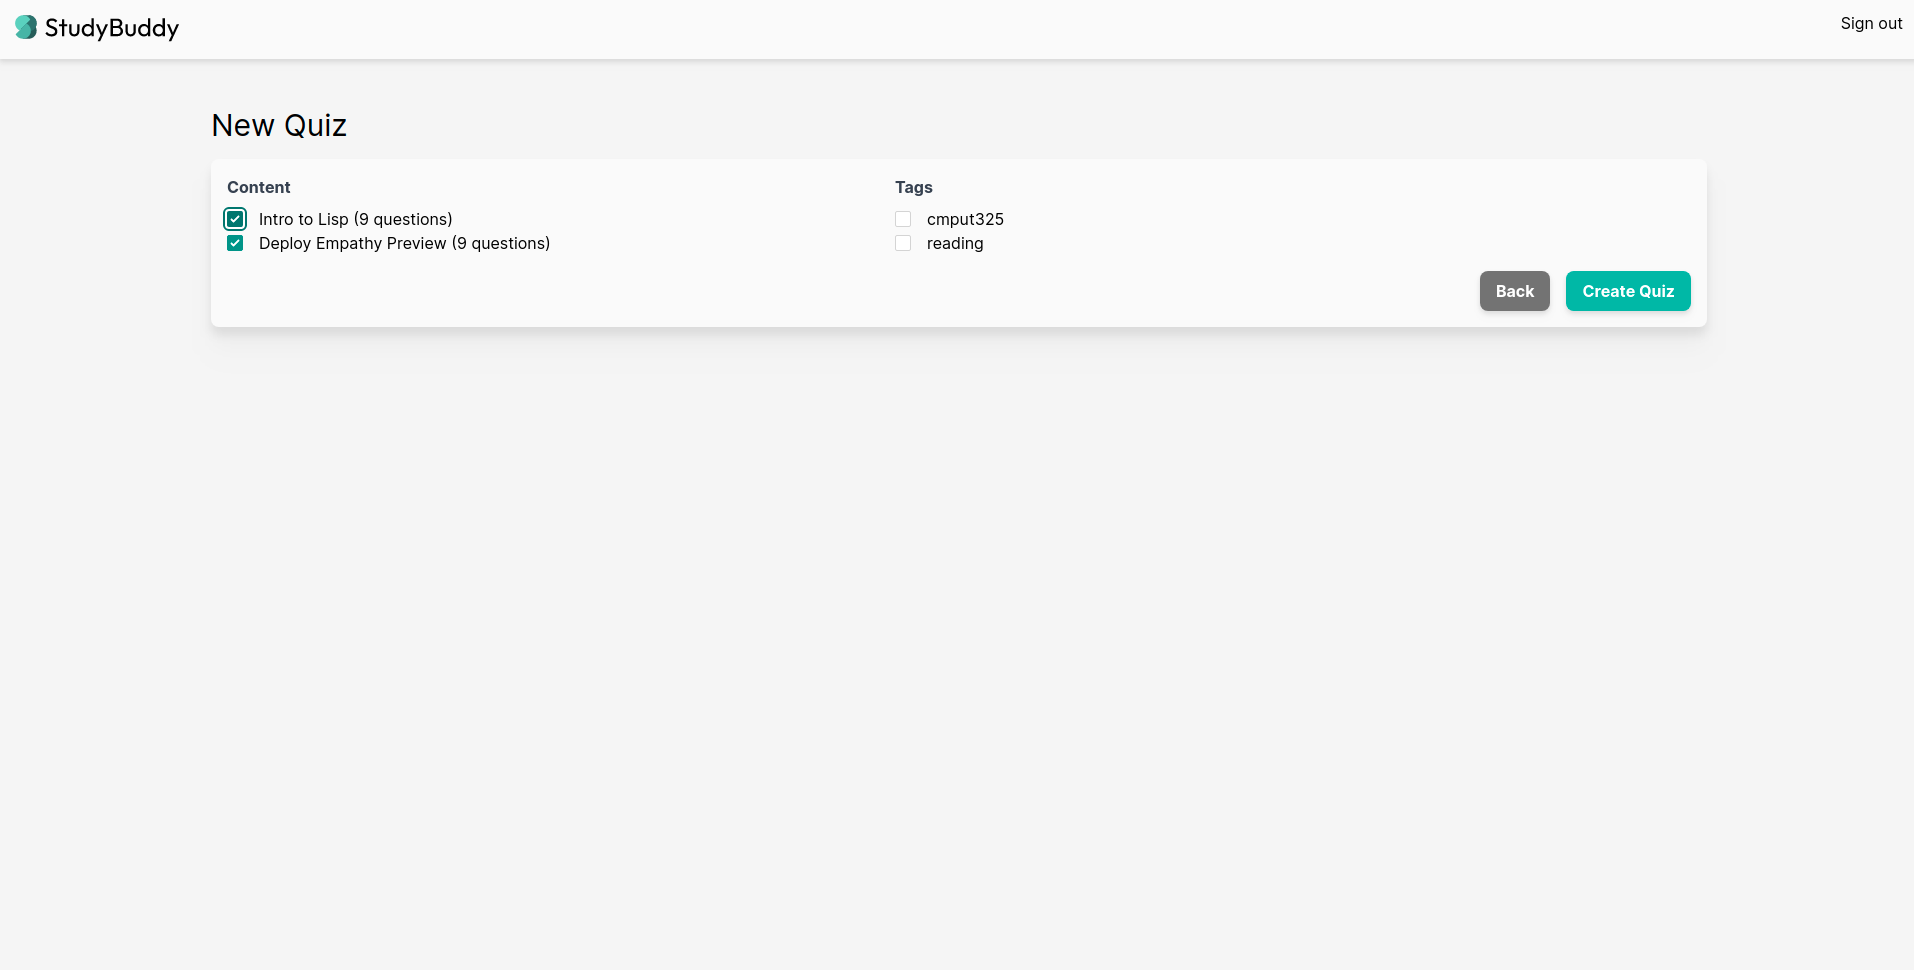 StudyBuddy
Sign out
New Quiz
Content
Intro to Lisp (9 questions)
Deploy Empathy Preview (9 questions)
Tags
cmput325
reading
Back
Create Quiz